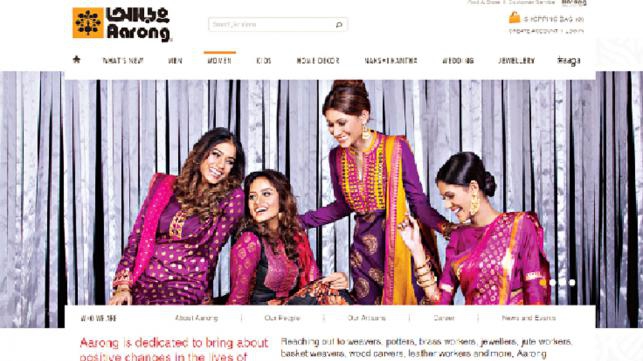 Find A Store | Customer Service
Aarong
আড়ং
Aarong
SHOPPING BAG (0)
CREATE ACCOUNT | LOGIN
WHAT'S NEW MEN WOMEN KIDS HOME DECOR NAKSHI KANTHA WEDDING JEWELLERY taaga
WHO WE ARE About Aarong Our People Our Artisans Career News and Events
Aarong is dedicated to bring about
positive changes in the lives of
Reaching out to weavers, potters, brass workers, jewellers, jute workers,
basket weavers, wood carvers, leather workers and more, Aarong